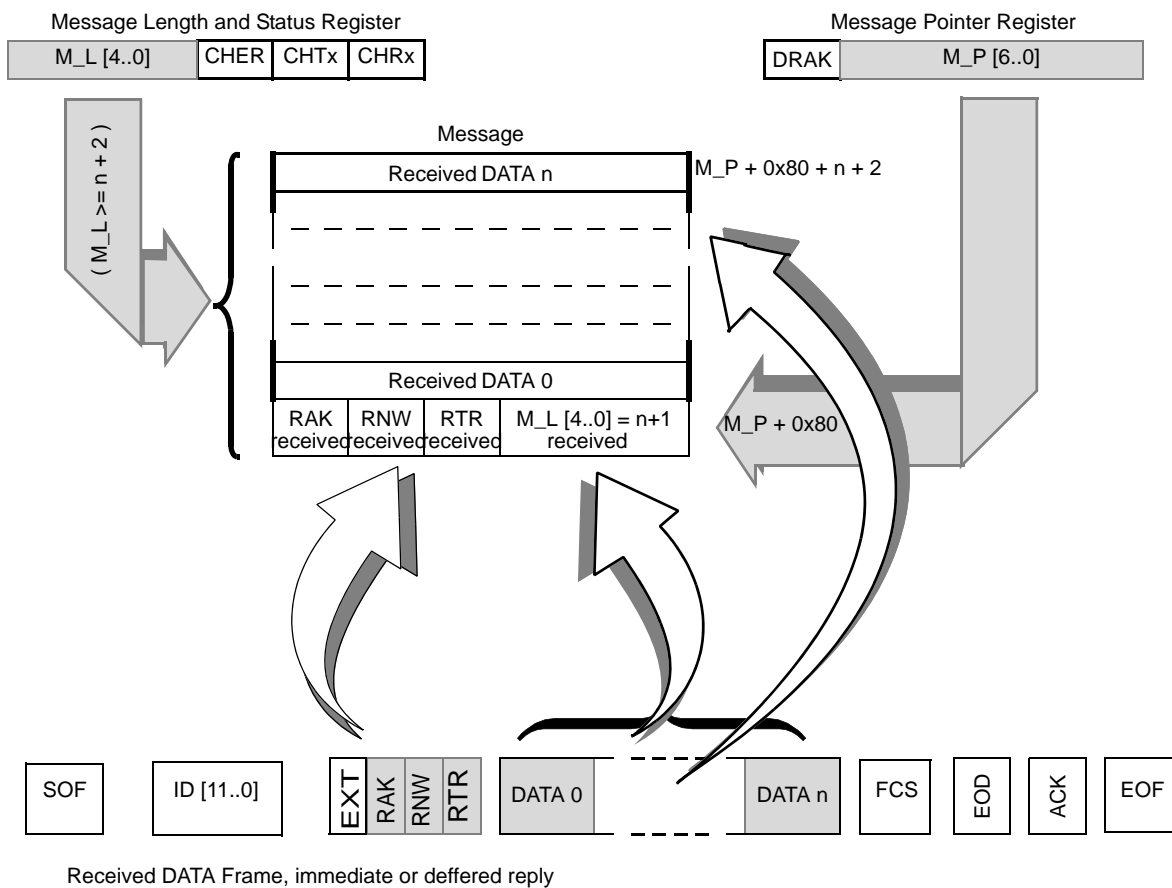 Message Length and Status Register
Message Pointer Register
M_L [4..0] CHER CHTx CHRx
DRAK M_P [6..0]
( M_L >= n + 2 )
Message
Received DATA n
M_P + 0x80 + n + 2
Received DATA 0
RAK received
RNW received
RTR received
M_L [4..0] = n+1 received
M_P + 0x80
SOF
ID [11..0]
EXT
RAK
RNW
RTR
DATA 0
DATA n
FCS
EOD
ACK
EOF
Received DATA Frame, immediate or deffered reply